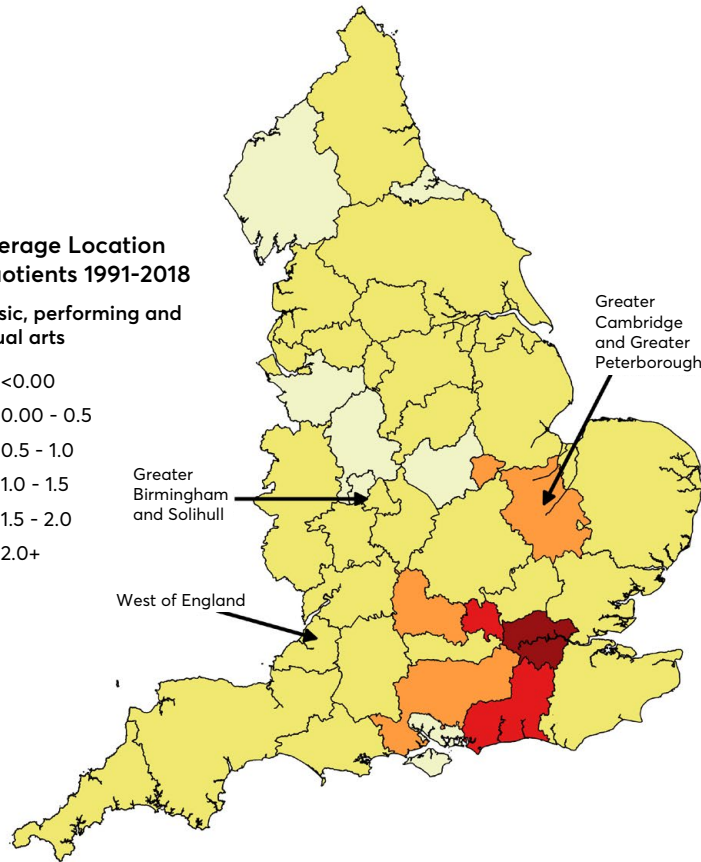 erage Location
uotients 1991-2018
sic, performing and
ual arts
<0.00
0.00 - 0.5
0.5 - 1.0
1.0 - 1.5
1.5 - 2.0
2.0+
Greater
Cambridge
and Greater
Peterborough
Greater
Birmingham
and Solihull
West of England